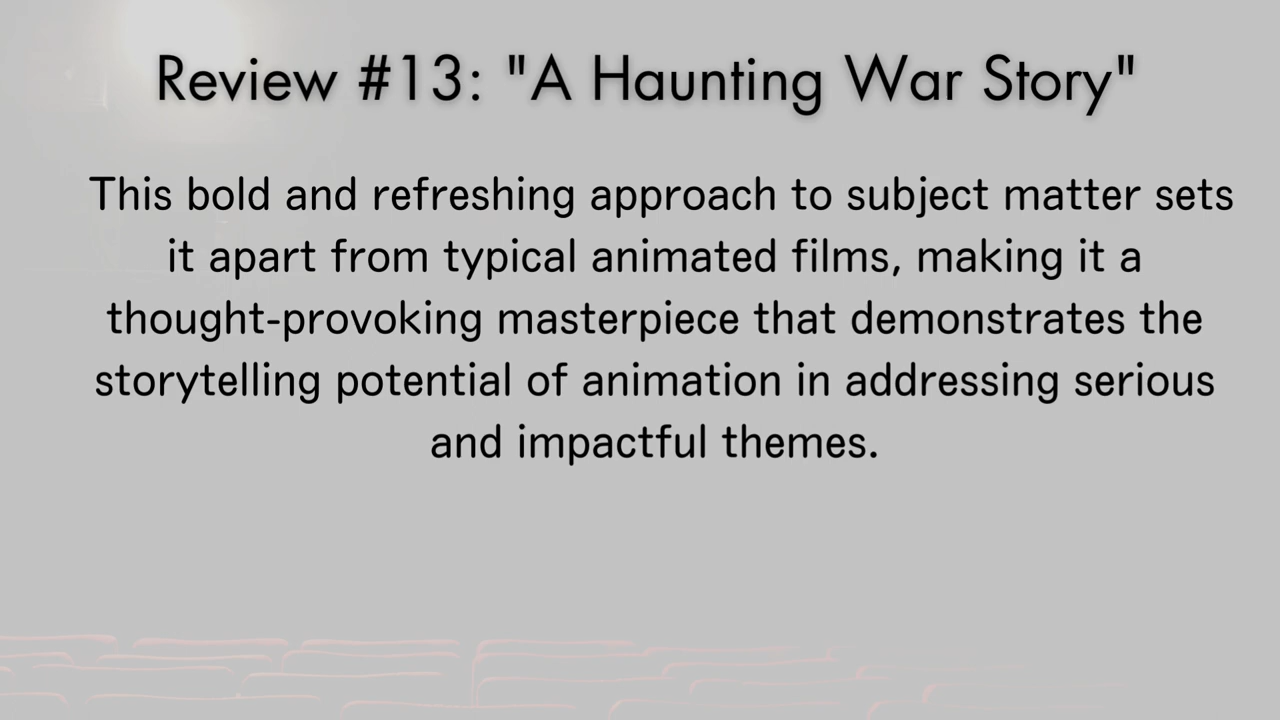 Review #13: "A Haunting War Story"
This bold and refreshing approach to subject matter sets
it apart from typical animated films, making it a
thought-provoking masterpiece that demonstrates the
storytelling potential of animation in addressing serious
and impactful themes.